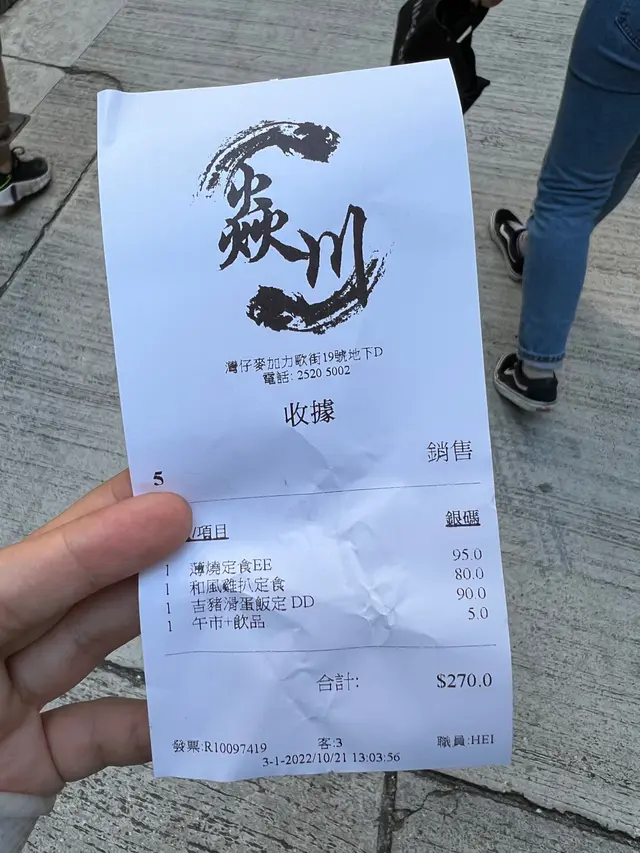 焱川
灣仔麥加力歌街19號地下D
電話: 2520 5002
收據
銷售
5
/項目 銀碼
1 薄燒定食EE 95.0
1 和風雞扒定食 80.0
1 吉豬滑蛋飯定 DD 90.0
1 午市+飲品 5.0
合計: $270.0
發票:R10097419 客:3 職員:HEI
3-1-2022/10/21 13:03:56